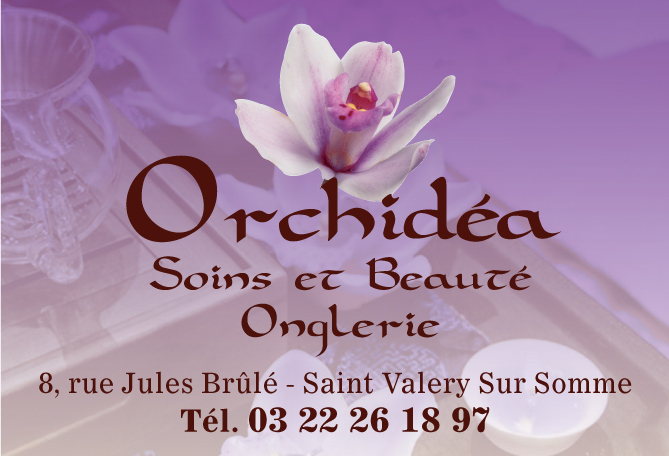 Orchidéa
Soins et Beauté
Onglerie
8, rue Jules Brûlé - Saint Valery Sur Somme
Tél. 03 22 26 18 97